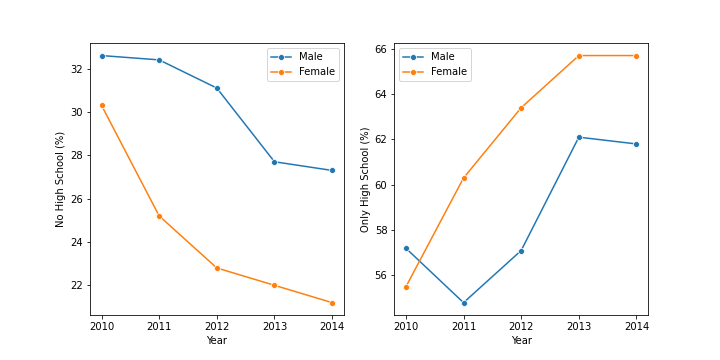 Male
Female
32
30
28
26
24
22
No High School (%)
2010 2011 2012 2013 2014
Year
Male
Female
66
64
62
60
58
56
Only High School (%)
2010 2011 2012 2013 2014
Year